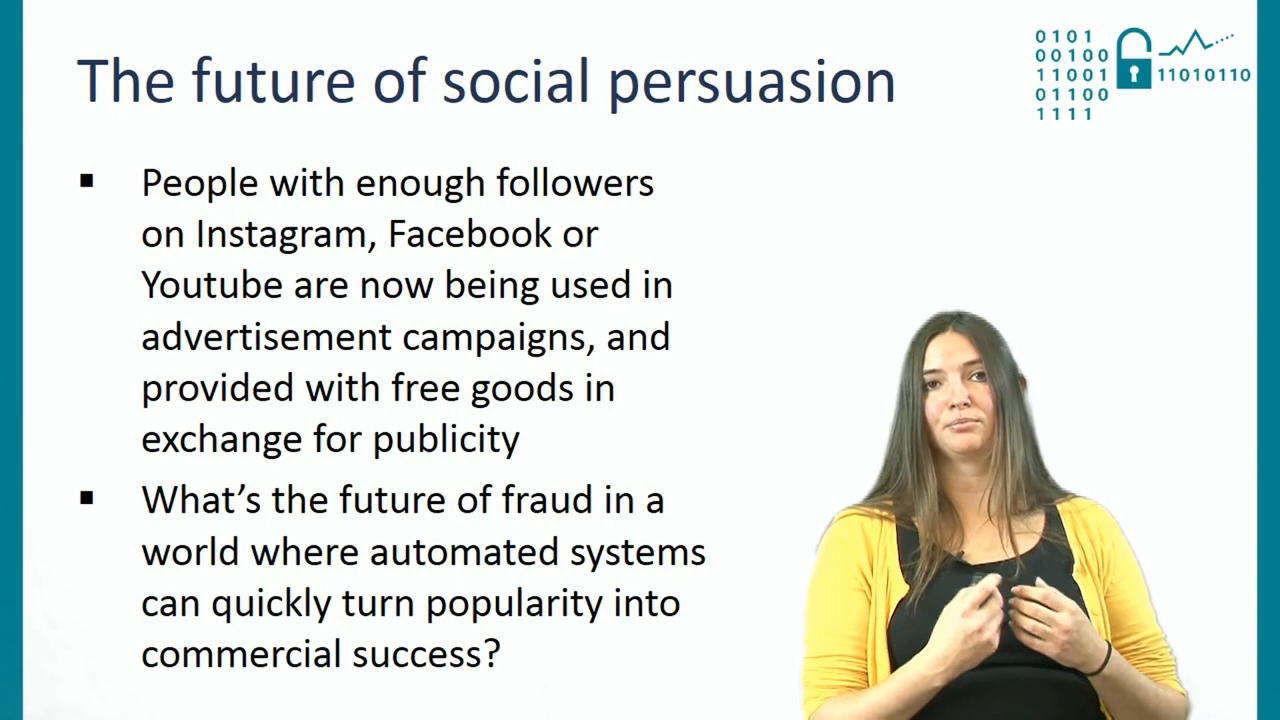 The future of social persuasion
0101
00100
11001
01100
1111
11010110
▪ People with enough followers
on Instagram, Facebook or
Youtube are now being used in
advertisement campaigns, and
provided with free goods in
exchange for publicity
▪ What’s the future of fraud in a
world where automated systems
can quickly turn popularity into
commercial success?